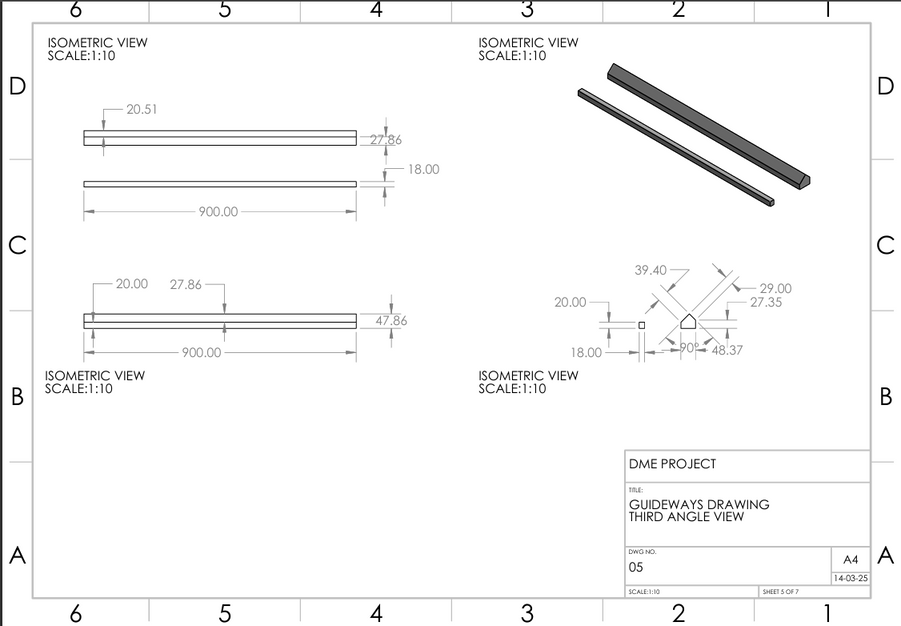 6 5 4 3 2 1
ISOMETRIC VIEW
SCALE:1:10
ISOMETRIC VIEW
SCALE:1:10
D D
20.51
27.86
18.00
900.00
C C
39.40
29.00
20.00 27.86
20.00
27.35
47.86
900.00
18.00
90°
48.37
ISOMETRIC VIEW
SCALE:1:10
ISOMETRIC VIEW
SCALE:1:10
B B
DME PROJECT
TITLE:
GUIDEWAYS DRAWING
THIRD ANGLE VIEW
A A
DWG NO.
05
A4
14-03-25
SCALE:1:10
SHEET 5 OF 7
6 5 4 3 2 1